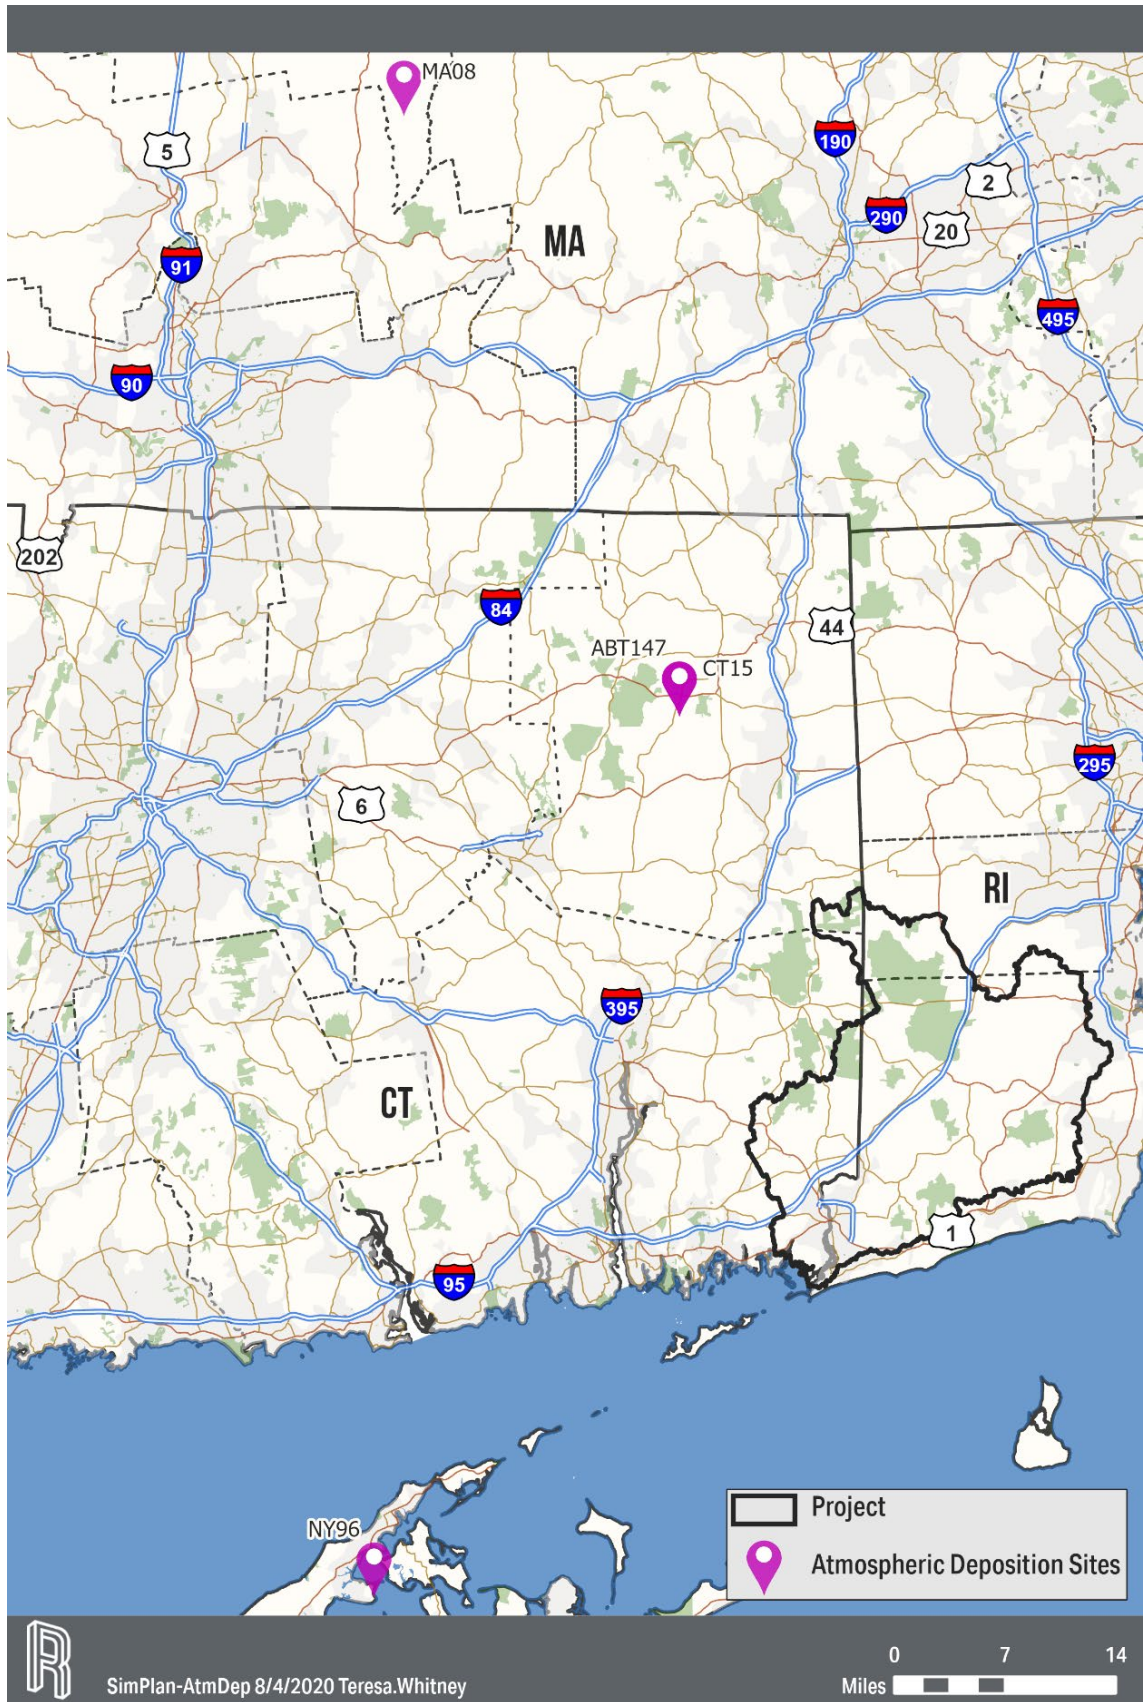 MA08
190
5
2
290
20
MA
91
495
90
202
84
44
ABT147
CT15
295
6
RI
395
CT
1
95
Project
NY96
Atmospheric Deposition Sites
0 7 14
SimPlan-AtmDep 8/4/2020 Teresa.Whitney
Miles